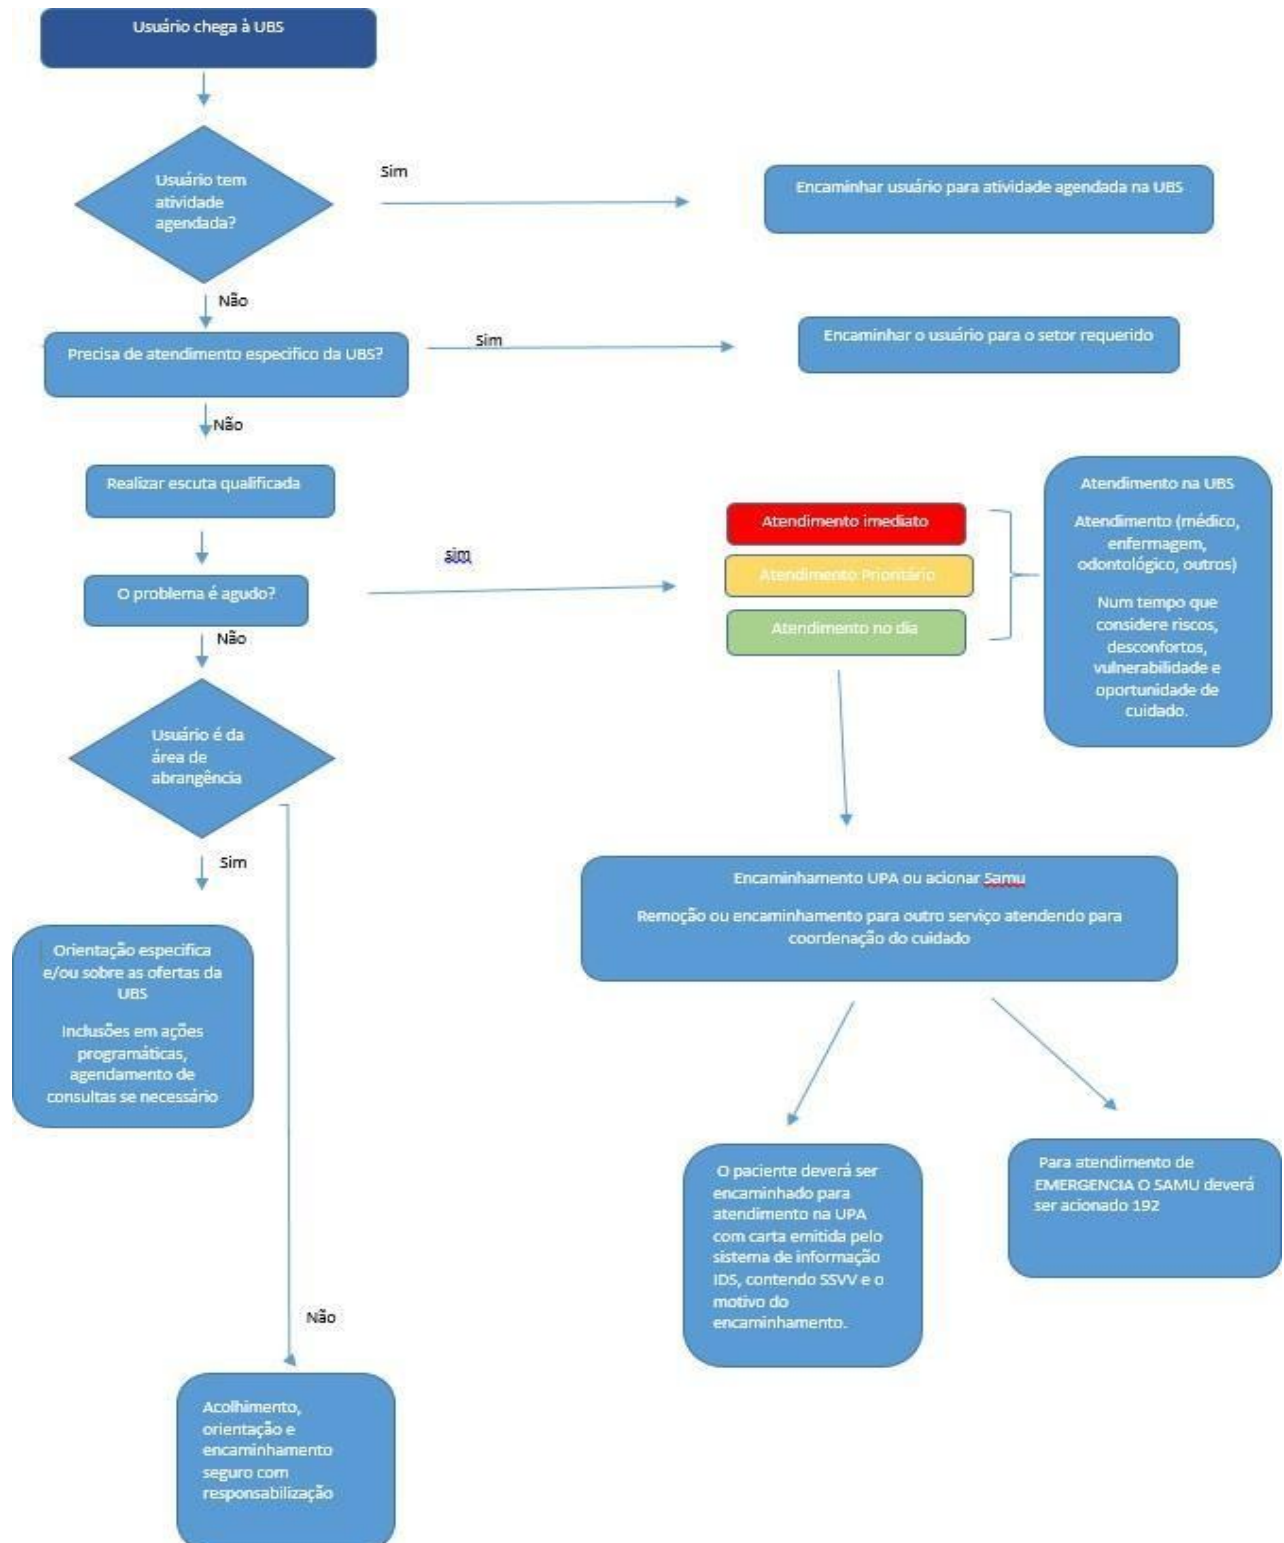 Usuário chega à UBS
Usuário tem
atividade
agendada?
Sim
Encaminhar usuário para atividade agendada na UBS
Não
Precisa de atendimento especifico da UBS?
Sim
Encaminhar o usuário para o setor requerido
Não
Realizar escuta qualificada
O problema é agudo?
sim
Atendimento imediato
Atendimento Prioritário
Atendimento no dia
Atendimento na UBS
Atendimento (médico,
enfermagem,
odontológico, outros)
Num tempo que
considere riscos,
desconfortos,
vulnerabilidade e
oportunidade de
cuidado.
Não
Usuário é da
área de
abrangência
Sim
Orientação especifica
e/ou sobre as ofertas da
UBS
Inclusões em ações
programáticas,
agendamento de
consultas se necessário
Encaminhamento UPA ou acionar Samu
Remoção ou encaminhamento para outro serviço atendendo para
coordenação do cuidado
O paciente deverá ser
encaminhado para
atendimento na UPA
com carta emitida pelo
sistema de informação
IDS, contendo SSVV e o
motivo do
encaminhamento.
Para atendimento de
EMERGENCIA O SAMU deverá
ser acionado 192
Não
Acolhimento,
orientação e
encaminhamento
seguro com
responsabilização